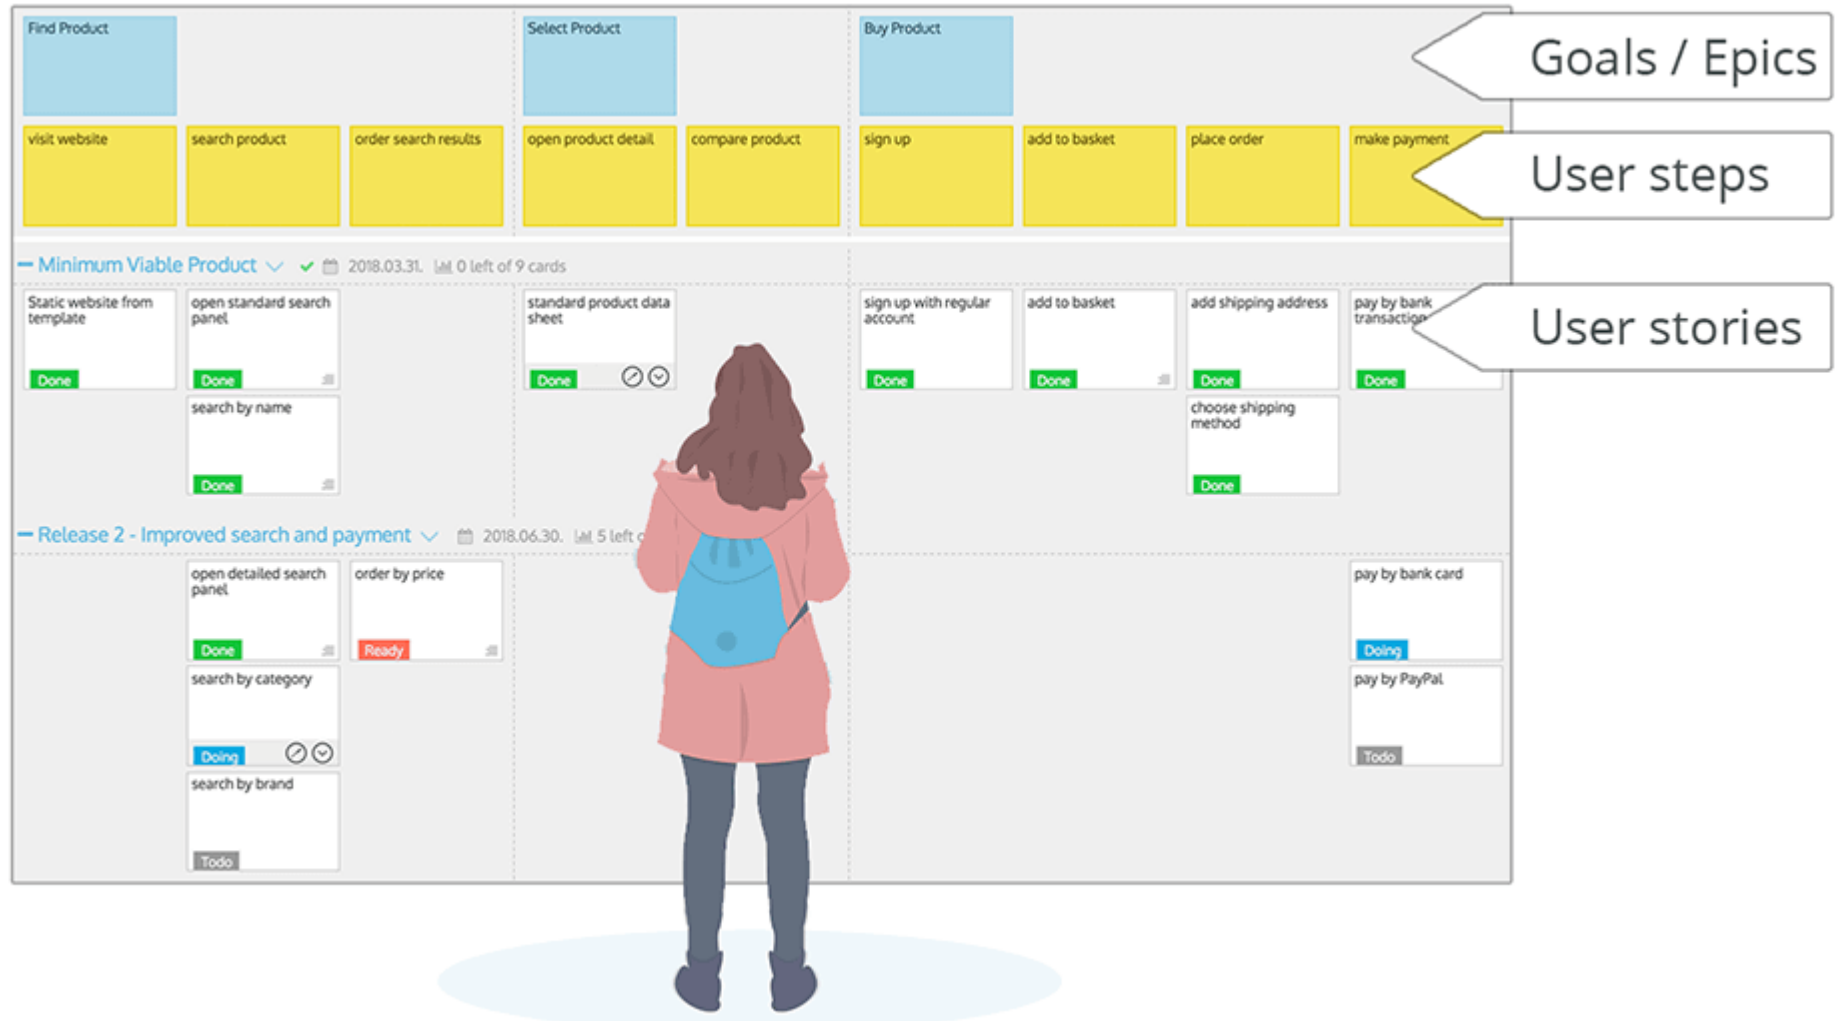 Find Product
Select Product
Buy Product
Goals / Epics
visit website
search product
order search results
open product detail
compare product
sign up
add to basket
place order
make payment
User steps
Minimum Viable Product
2018.03.31.
0 left of 9 cards
Static website from
template
Done
open standard search
panel
Done
standard product data
sheet
Done
sign up with regular
account
Done
add to basket
Done
add shipping address
Done
pay by bank
transaction
Done
User stories
search by name
Done
choose shipping
method
Done
Release 2 - Improved search and payment
2018.06.30.
5 left
open detailed search
panel
Done
order by price
Ready
pay by bank card
Doing
search by category
Doing
pay by PayPal
Todo
search by brand
Todo